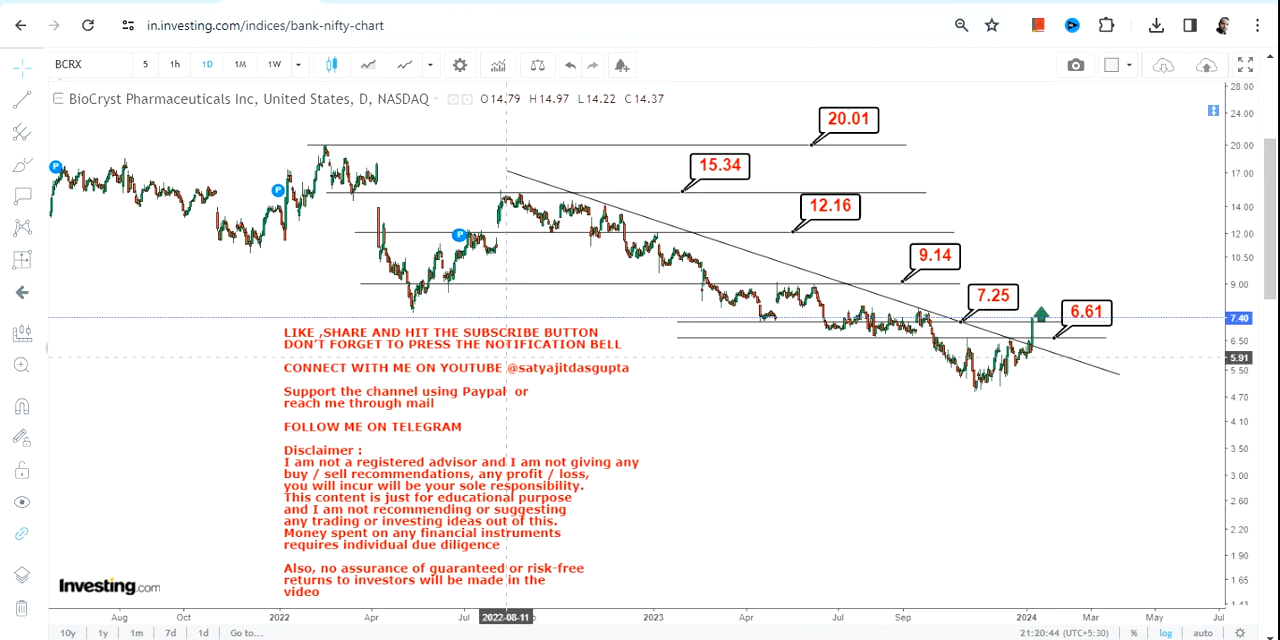 in.investing.com/indices/bank-nifty-chart
BCRX 5 1h 1D 1M 1W
BioCryst Pharmaceuticals Inc, United States, D, NASDAQ O14.79 H14.97 L14.22 C14.37
28.00
24.00
20.01
20.00
15.34
17.00
12.16
14.00
12.00
9.14
10.50
9.00
7.25
6.61
7.40
6.50
5.91
5.50
4.70
4.10
3.50
3.00
2.60
2.20
1.90
1.65
1.43
P
P
P
LIKE ,SHARE AND HIT THE SUBSCRIBE BUTTON
DON'T FORGET TO PRESS THE NOTIFICATION BELL
CONNECT WITH ME ON YOUTUBE @satyajitdasgupta
Support the channel using Paypal or
reach me through mail
FOLLOW ME ON TELEGRAM
Disclaimer :
I am not a registered advisor and I am not giving any
buy / sell recommendations, any profit / loss,
you will incur will be your sole responsibility.
This content is just for educational purpose
and I am not recommending or suggesting
any trading or investing ideas out of this.
Money spent on any financial instruments
requires individual due diligence
Also, no assurance of guaranteed or risk-free
returns to investors will be made in the
video
Investing.com
Aug Oct 2022 Apr Jul 2022-08-11 2023 Apr Jul Sep 2024 Mar May Jul
10y 1y 1m 7d 1d Go to... 21:20:44 (UTC+5:30) % log auto